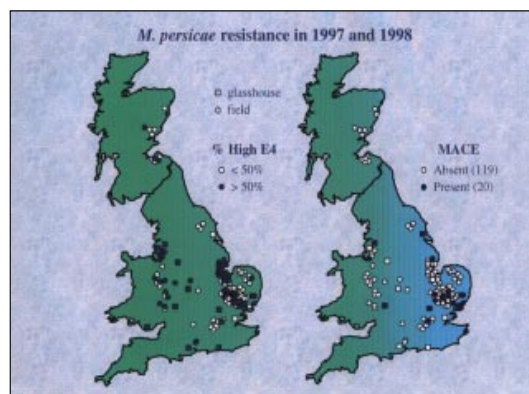 M. persicae resistance in 1997 and 1998
glasshouse
field
% High E4
< 50%
> 50%
MACE
Absent (119)
Present (20)